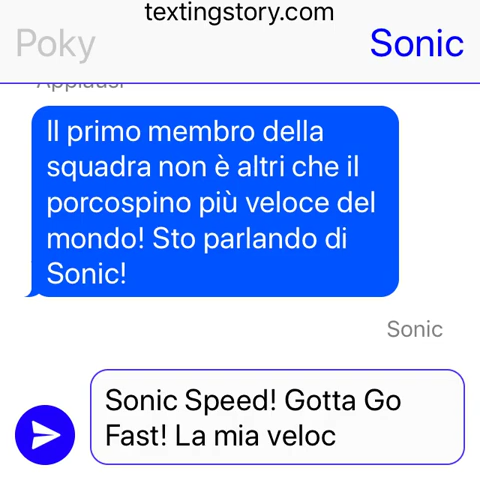 textingstory.com
Poky
Sonic
Applausi
Il primo membro della
squadra non è altri che il
porcospino più veloce del
mondo! Sto parlando di
Sonic!
Sonic
Sonic Speed! Gotta Go
Fast! La mia veloc